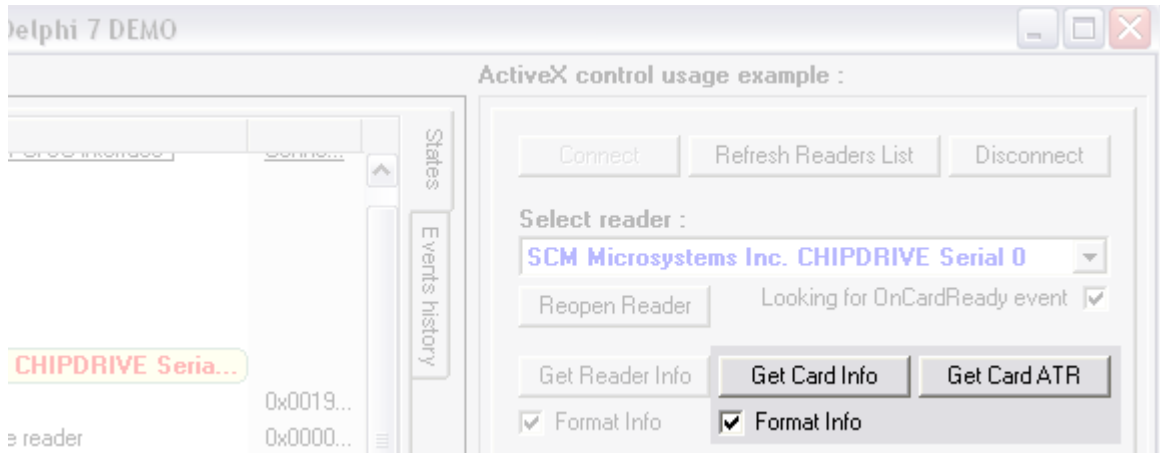 Delphi 7 DEMO
ActiveX control usage example :
States
Connect
Refresh Readers List
Disconnect
Select reader :
SCM Microsystems Inc. CHIPDRIVE Serial 0
Events history
Reopen Reader
Looking for OnCardReady event
CHIPDRIVE Seria...
Get Reader Info
Get Card Info
Get Card ATR
0x0019...
Format Info
Format Info
e reader
0x0000...